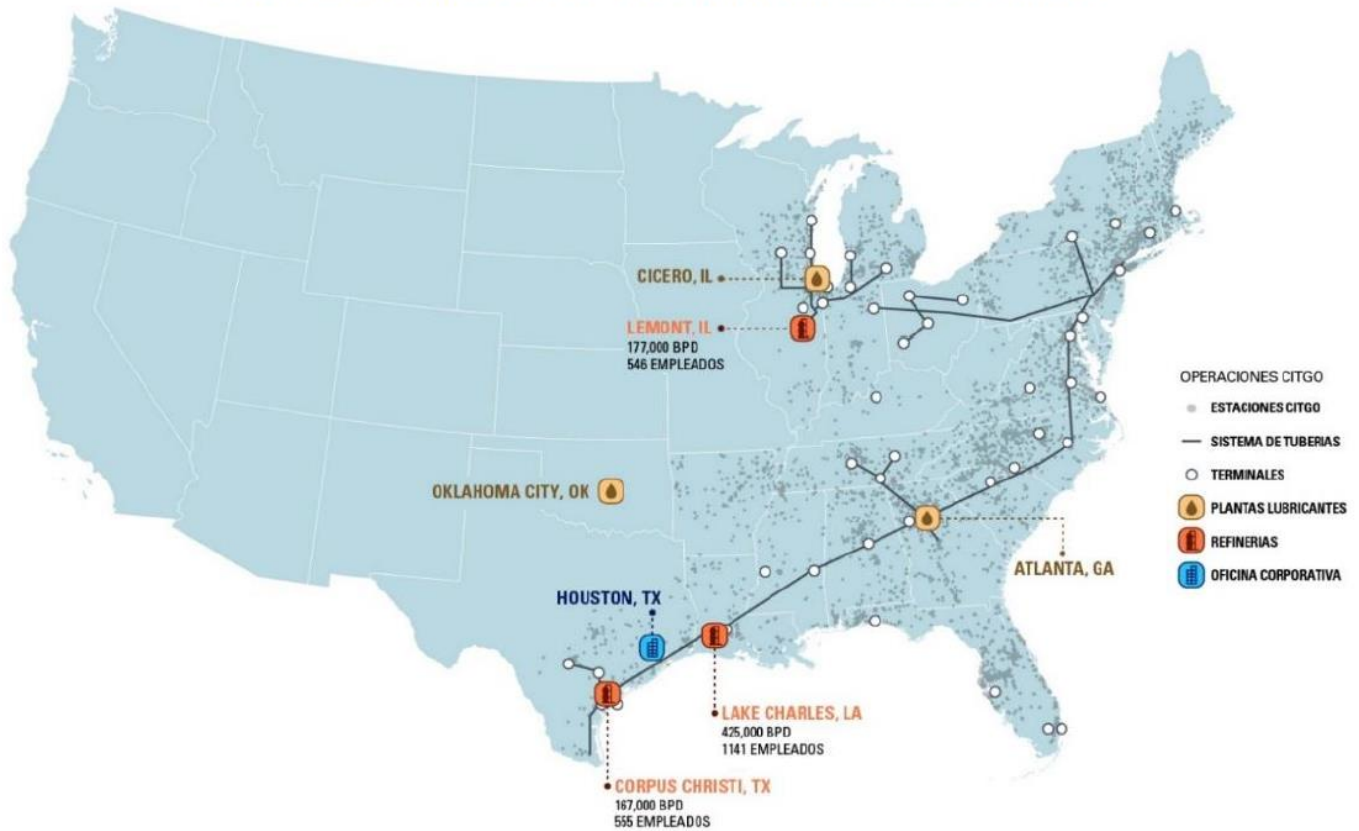 CICERO, IL
LEMONT, IL
177,000 BPD
546 EMPLEADOS
OKLAHOMA CITY, OK
HOUSTON, TX
ATLANTA, GA
LAKE CHARLES, LA
425,000 BPD
1141 EMPLEADOS
CORPUS CHRISTI, TX
167,000 BPD
555 EMPLEADOS
OPERACIONES CITGO
ESTACIONES CITGO
SISTEMA DE TUBERIAS
TERMINALES
PLANTAS LUBRICANTES
REFINERIAS
OFICINA CORPORATIVA